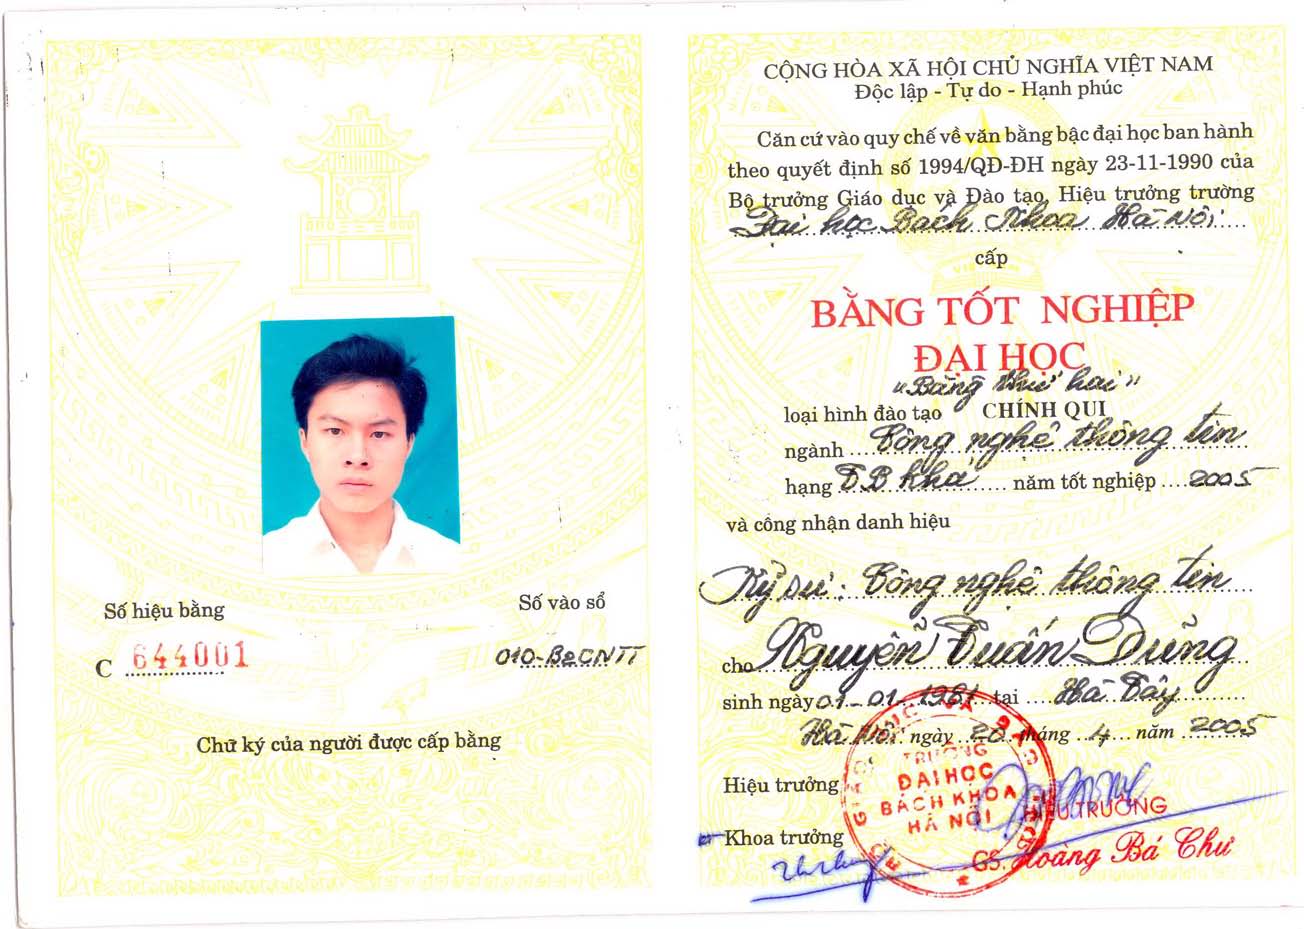 Số hiệu bằng
C 644001
Số vào sổ
010-B2CNTT
Chữ ký của người được cấp bằng
CỘNG HÒA XÃ HỘI CHỦ NGHĨA VIỆT NAM
Độc lập - Tự do - Hạnh phúc
Căn cứ vào quy chế về văn bằng bậc đại học ban hành
theo quyết định số 1994/QĐ-ĐH ngày 23-11-1990 của
Bộ trưởng Giáo dục và Đào tạo, Hiệu trưởng trường
Đại học Bách Khoa Hà Nội
cấp
BẰNG TỐT NGHIỆP
ĐẠI HỌC
"Bằng thứ hai"
loại hình đào tạo CHÍNH QUI
ngành Công nghệ thông tin
hạng TB Khá năm tốt nghiệp 2005
và công nhận danh hiệu
Kỹ sư: Công nghệ thông tin
cho Nguyễn Tuấn Dũng
sinh ngày 01-01-1981 tại Hà Tây
Hà Nội ngày 20 tháng 4 năm 2005
Hiệu trưởng
Khoa trưởng
TRƯỜNG
ĐẠI HỌC
BÁCH KHOA
HÀ NỘI
HIỆU TRƯỞNG
GS. Hoàng Bá Chư